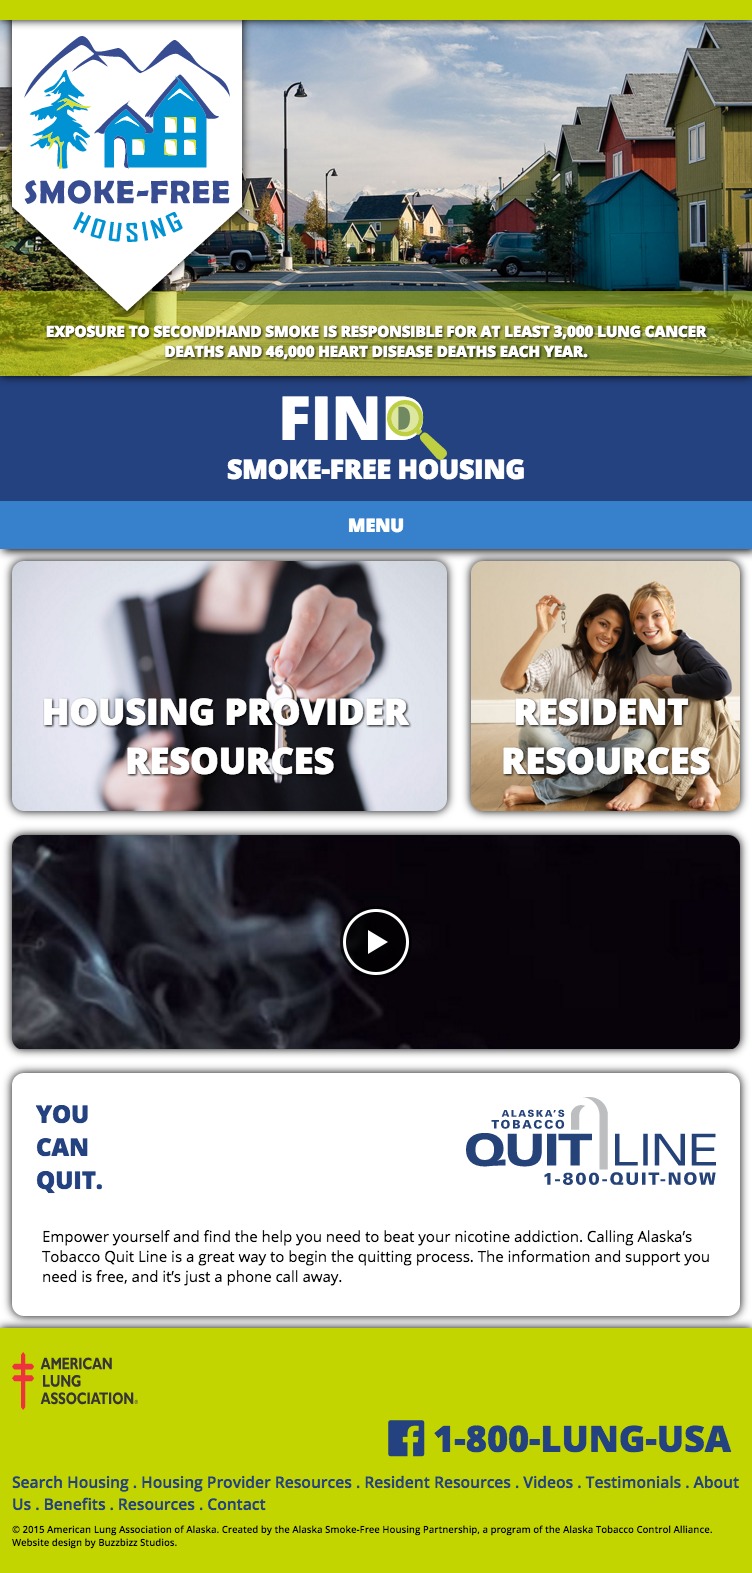 SMOKE-FREE
HOUSING
EXPOSURE TO SECONDHAND SMOKE IS RESPONSIBLE FOR AT LEAST 3,000 LUNG CANCER
DEATHS AND 46,000 HEART DISEASE DEATHS EACH YEAR.
FIND
SMOKE-FREE HOUSING
MENU
HOUSING PROVIDER
RESOURCES
RESIDENT
RESOURCES
YOU
CAN
QUIT.
ALASKA'S
TOBACCO
QUIT LINE
1-800-QUIT-NOW
Empower yourself and find the help you need to beat your nicotine addiction. Calling Alaska's
Tobacco Quit Line is a great way to begin the quitting process. The information and support you
need is free, and it's just a phone call away.
AMERICAN
LUNG
ASSOCIATION®
1-800-LUNG-USA
Search Housing . Housing Provider Resources . Resident Resources . Videos . Testimonials . About
Us . Benefits . Resources . Contact
© 2015 American Lung Association of Alaska. Created by the Alaska Smoke-Free Housing Partnership, a program of the Alaska Tobacco Control Alliance.
Website design by Buzzbizz Studios.